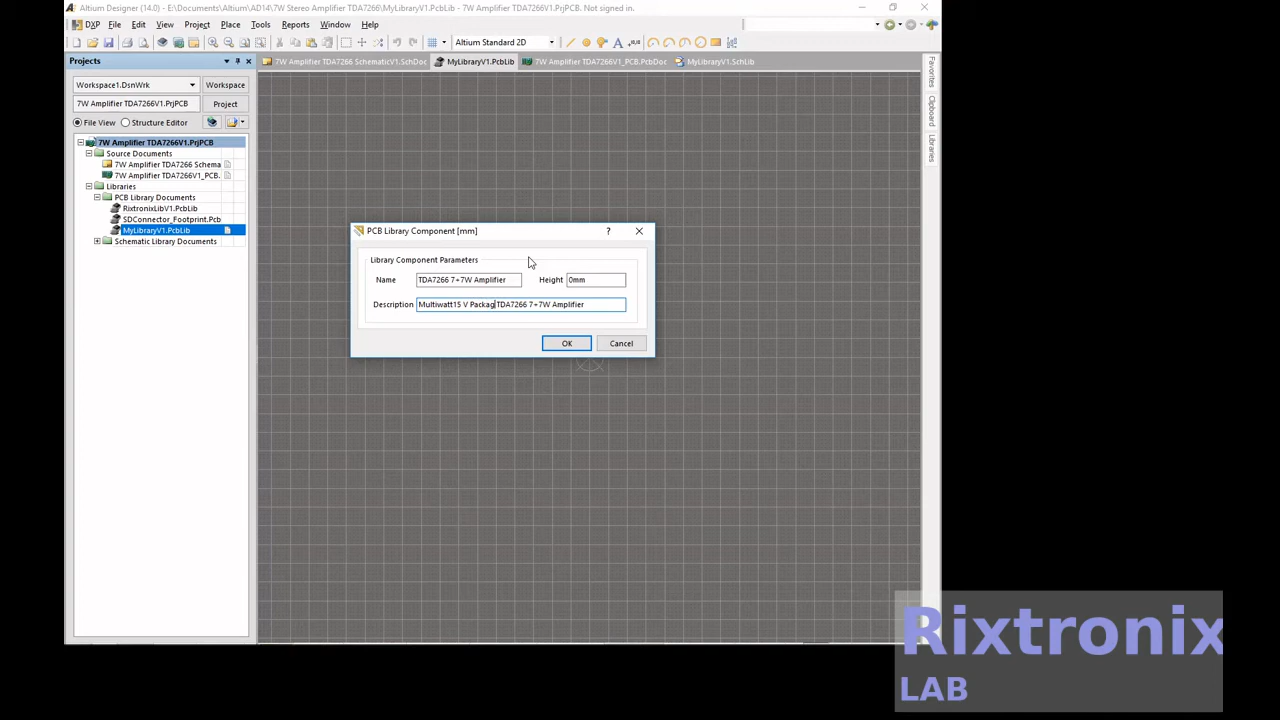 Altium Designer (14.0) - E:\Documents\Altium\AD14\7W Stereo Amplifier TDA7266\MyLibraryV1.PcbLib - 7W Amplifier TDA7266V1.PrjPCB. Not signed in.
DXP File Edit View Project Place Tools Reports Window Help
Altium Standard 2D
Projects
7W Amplifier TDA7266 SchematicV1.SchDoc MyLibraryV1.PcbLib 7W Amplifier TDA7266V1_PCB.PcbDoc MyLibraryV1.SchLib
Workspace1.DsnWrk Workspace
7W Amplifier TDA7266V1.PrjPCB Project
File View Structure Editor
7W Amplifier TDA7266V1.PrjPCB
Source Documents
7W Amplifier TDA7266 Schema
7W Amplifier TDA7266V1_PCB.
Libraries
PCB Library Documents
RixtronixLibV1.PcbLib
SDConnector_Footprint.Pcb
MyLibraryV1.PcbLib
Schematic Library Documents
PCB Library Component [mm]
?
Library Component Parameters
Name TDA7266 7+7W Amplifier Height 0mm
Description Multiwatt15 V PackagTDA7266 7+7W Amplifier
OK Cancel
Favorites
Clipboard
Libraries
Rixtronix
LAB